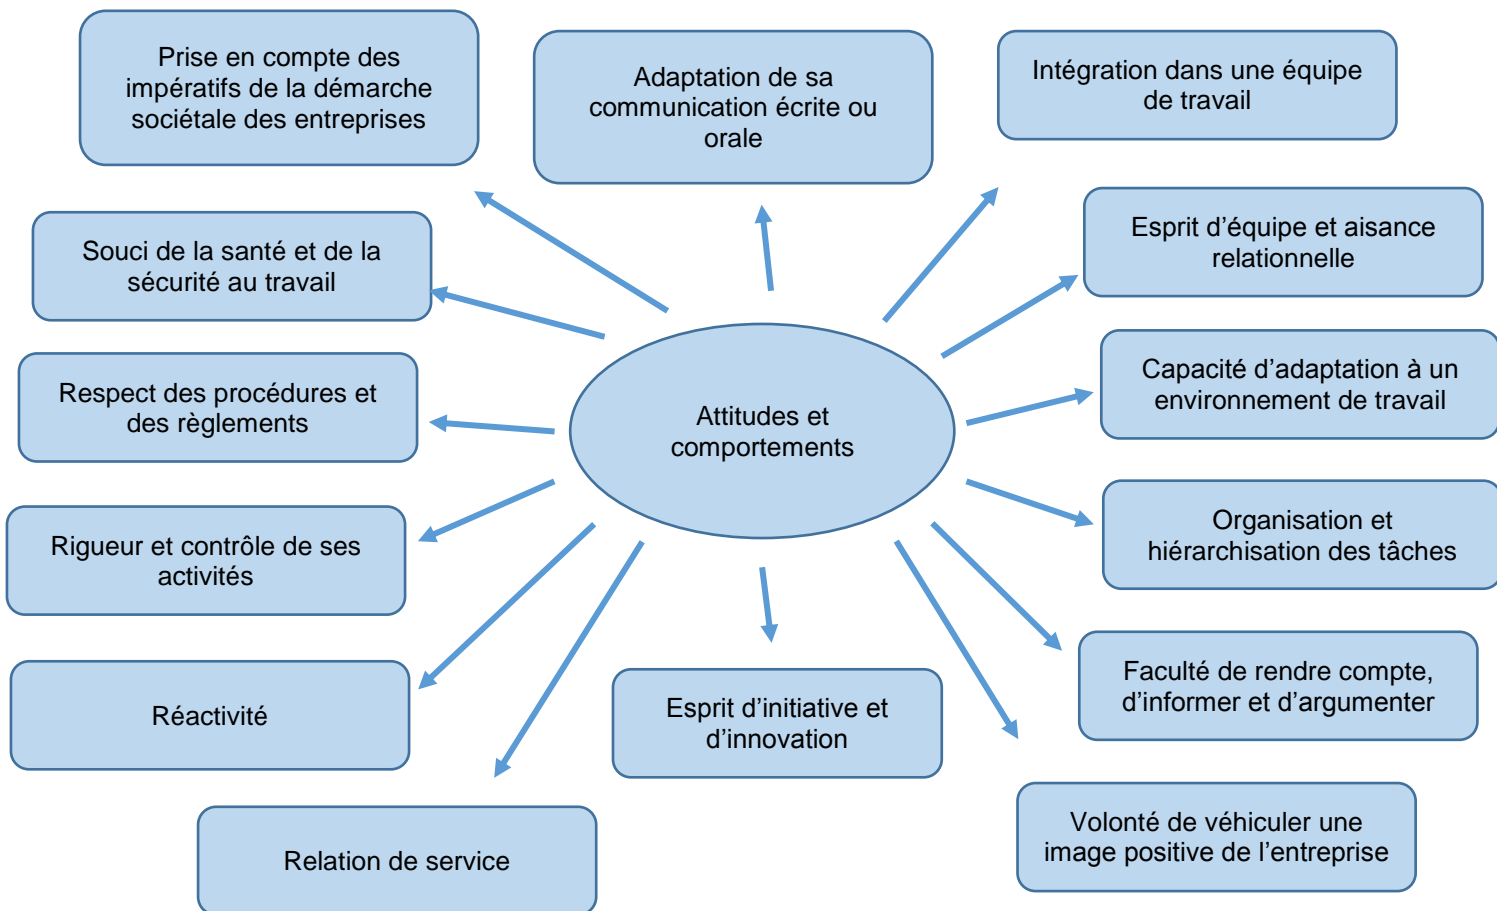 Prise en compte des
impératifs de la démarche
sociétale des entreprises
Adaptation de sa
communication écrite ou
orale
Intégration dans une équipe
de travail
Souci de la santé et de la
sécurité au travail
Esprit d’équipe et aisance
relationnelle
Respect des procédures et
des règlements
Attitudes et
comportements
Capacité d’adaptation à un
environnement de travail
Rigueur et contrôle de ses
activités
Organisation et
hiérarchisation des tâches
Réactivité
Esprit d’initiative et
d’innovation
Faculté de rendre compte,
d’informer et d’argumenter
Relation de service
Volonté de véhiculer une
image positive de l’entreprise